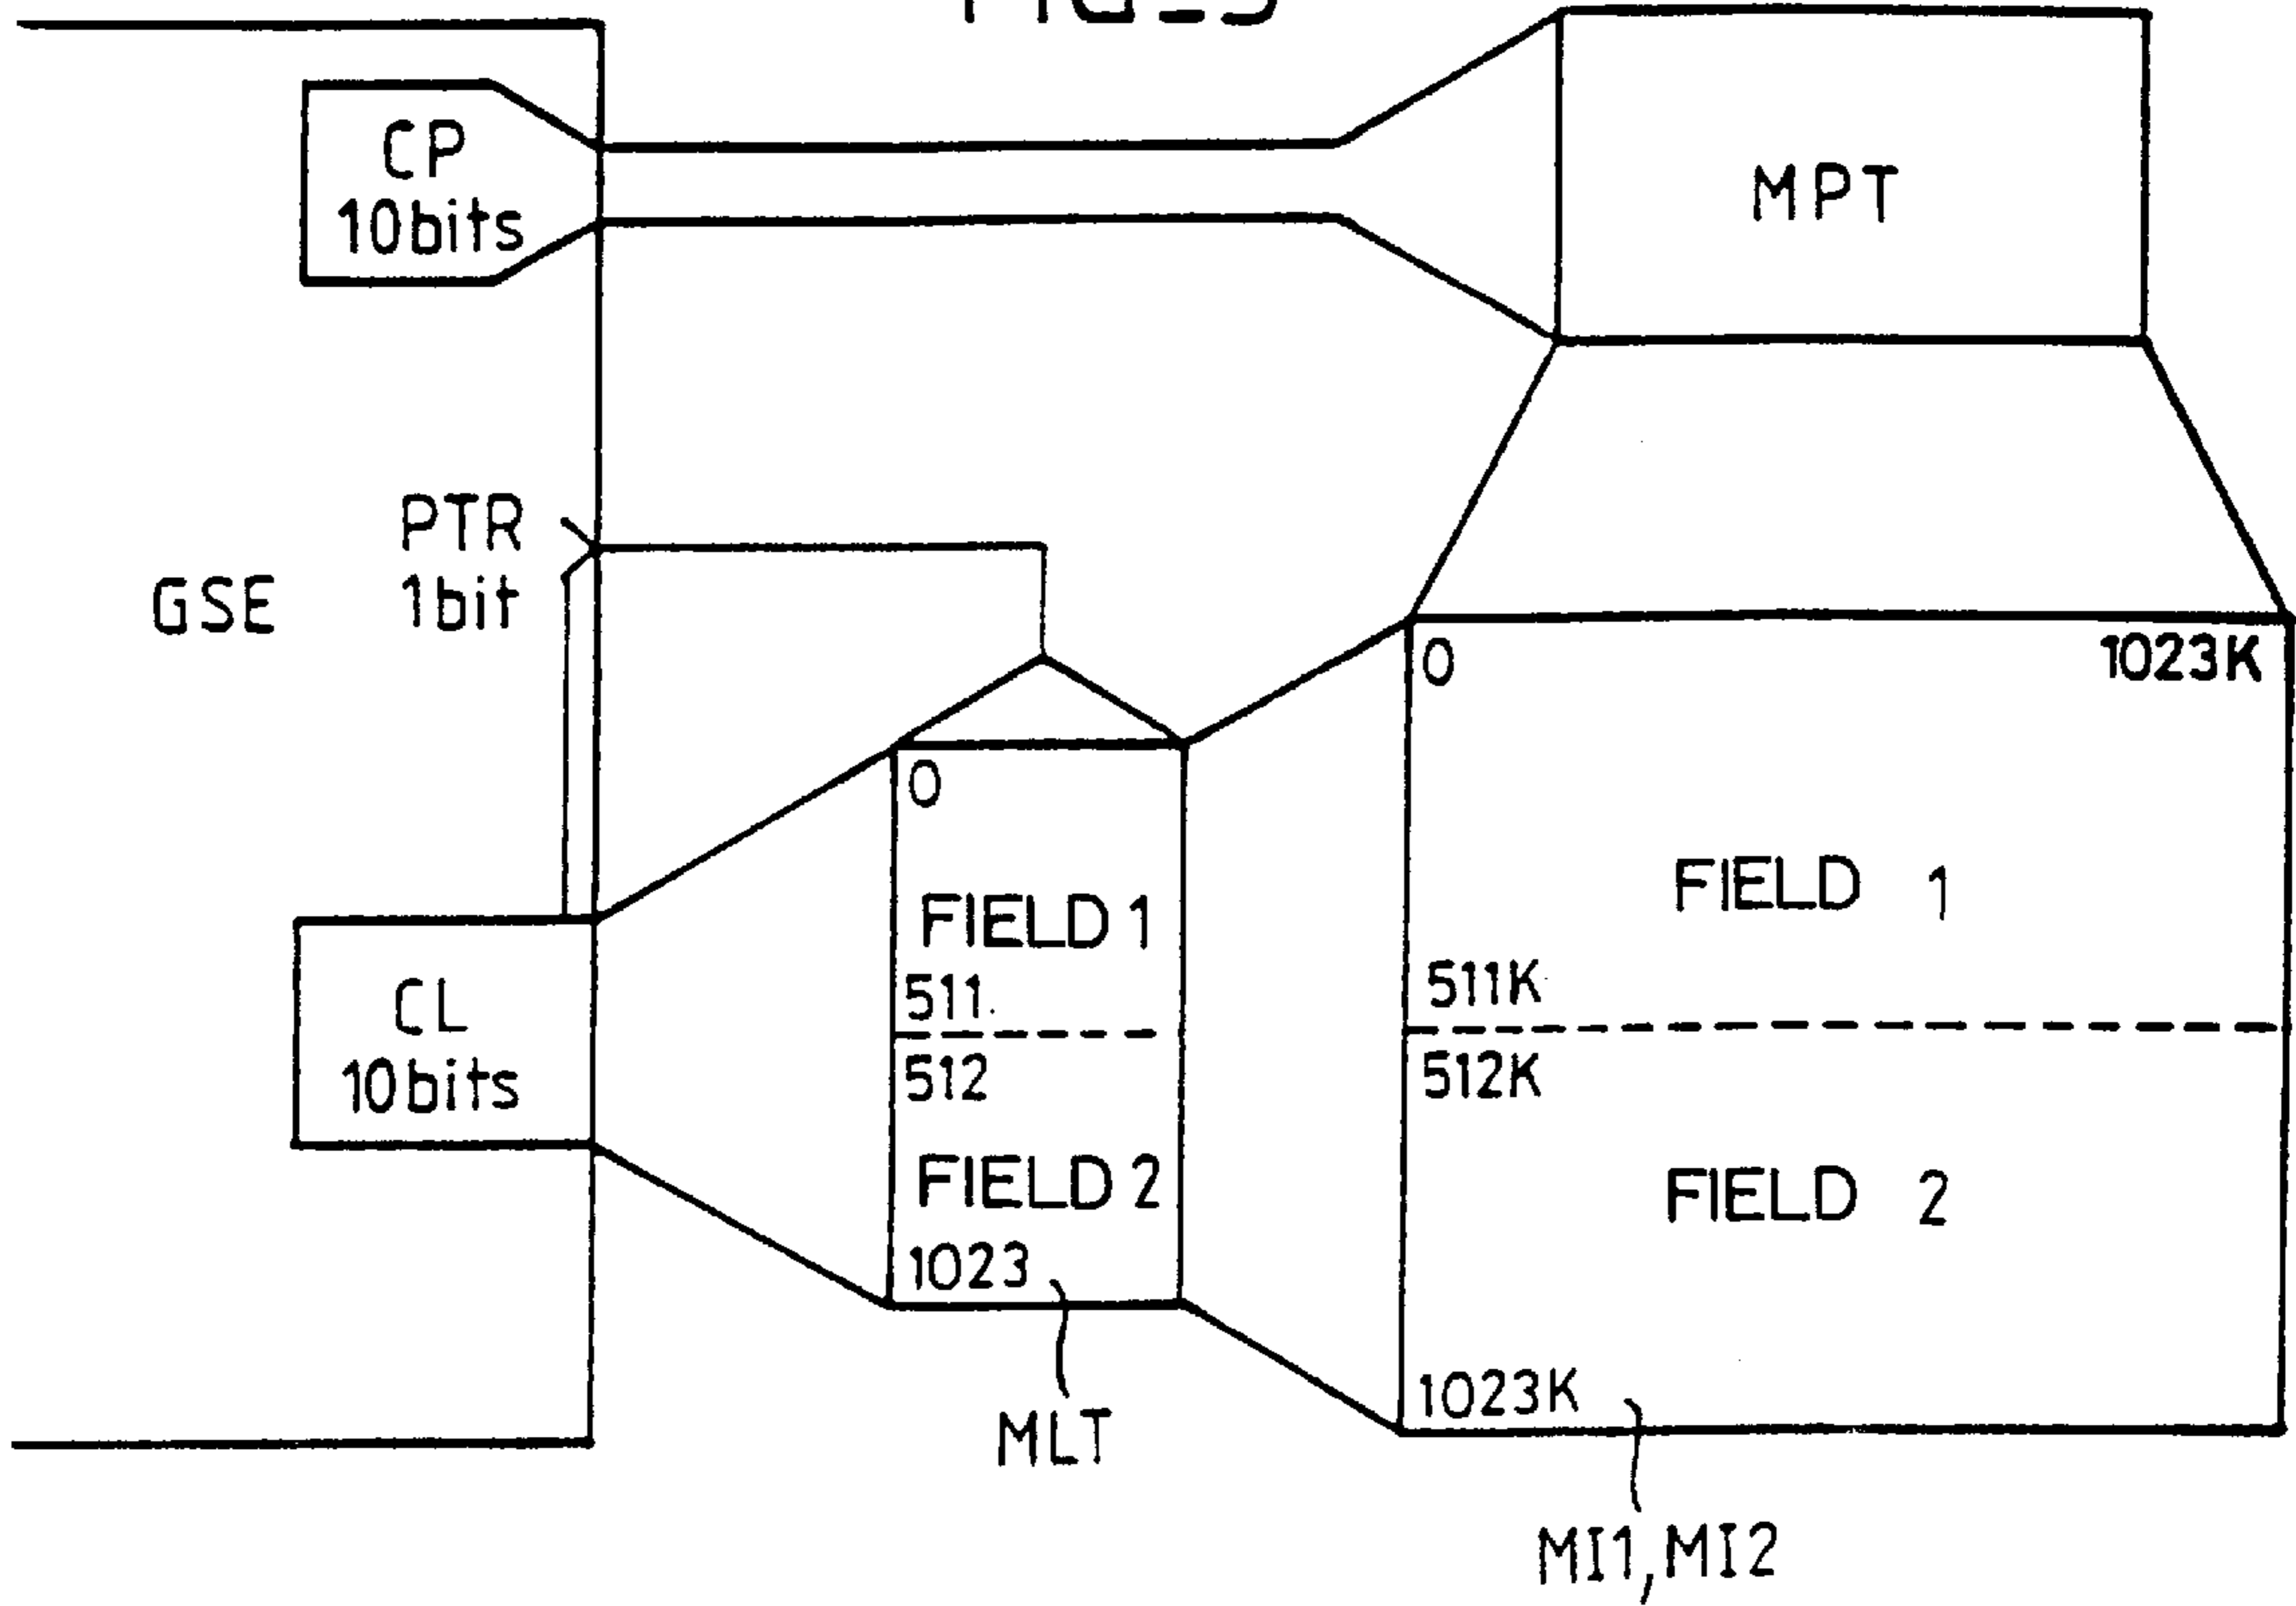 CP
10bits
MPT
PTR
1bit
GSE
0
1023K
0
FIELD 1
511
512
FIELD 2
1023
FIELD 1
511K
512K
FIELD 2
1023K
CL
10bits
MLT
MI1,MI2